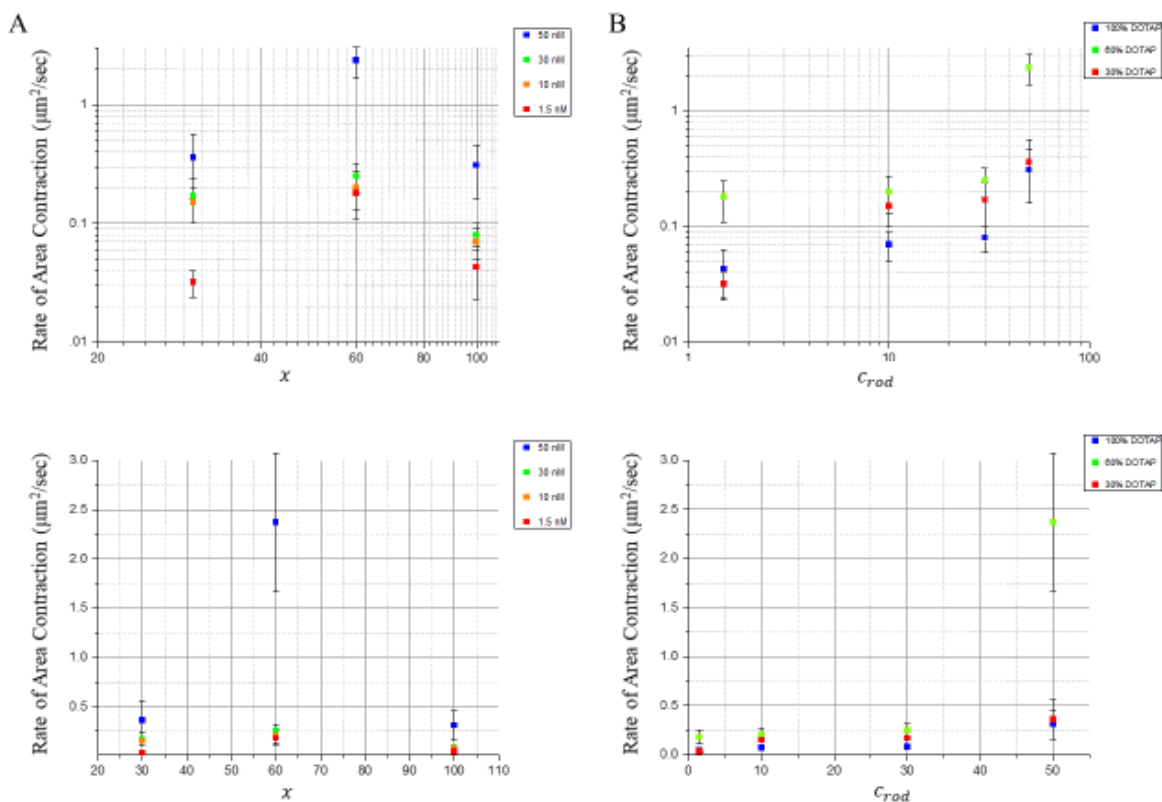 A
Rate of Area Contraction (μm²/sec)
1
0.1
.01
20
40
60
80
100
x
50 nM
30 nM
10 nM
1.5 nM
B
Rate of Area Contraction (μm²/sec)
1
0.1
.01
1
10
100
c_rod
100% DOTAP
60% DOTAP
30% DOTAP
Rate of Area Contraction (μm²/sec)
3.0
2.5
2.0
1.5
1.0
0.5
20 30 40 50 60 70 80 90 100 110
x
50 nM
30 nM
10 nM
1.5 nM
Rate of Area Contraction (μm²/sec)
3.0
2.5
2.0
1.5
1.0
0.5
0.0
0 10 20 30 40 50
c_rod
100% DOTAP
60% DOTAP
30% DOTAP